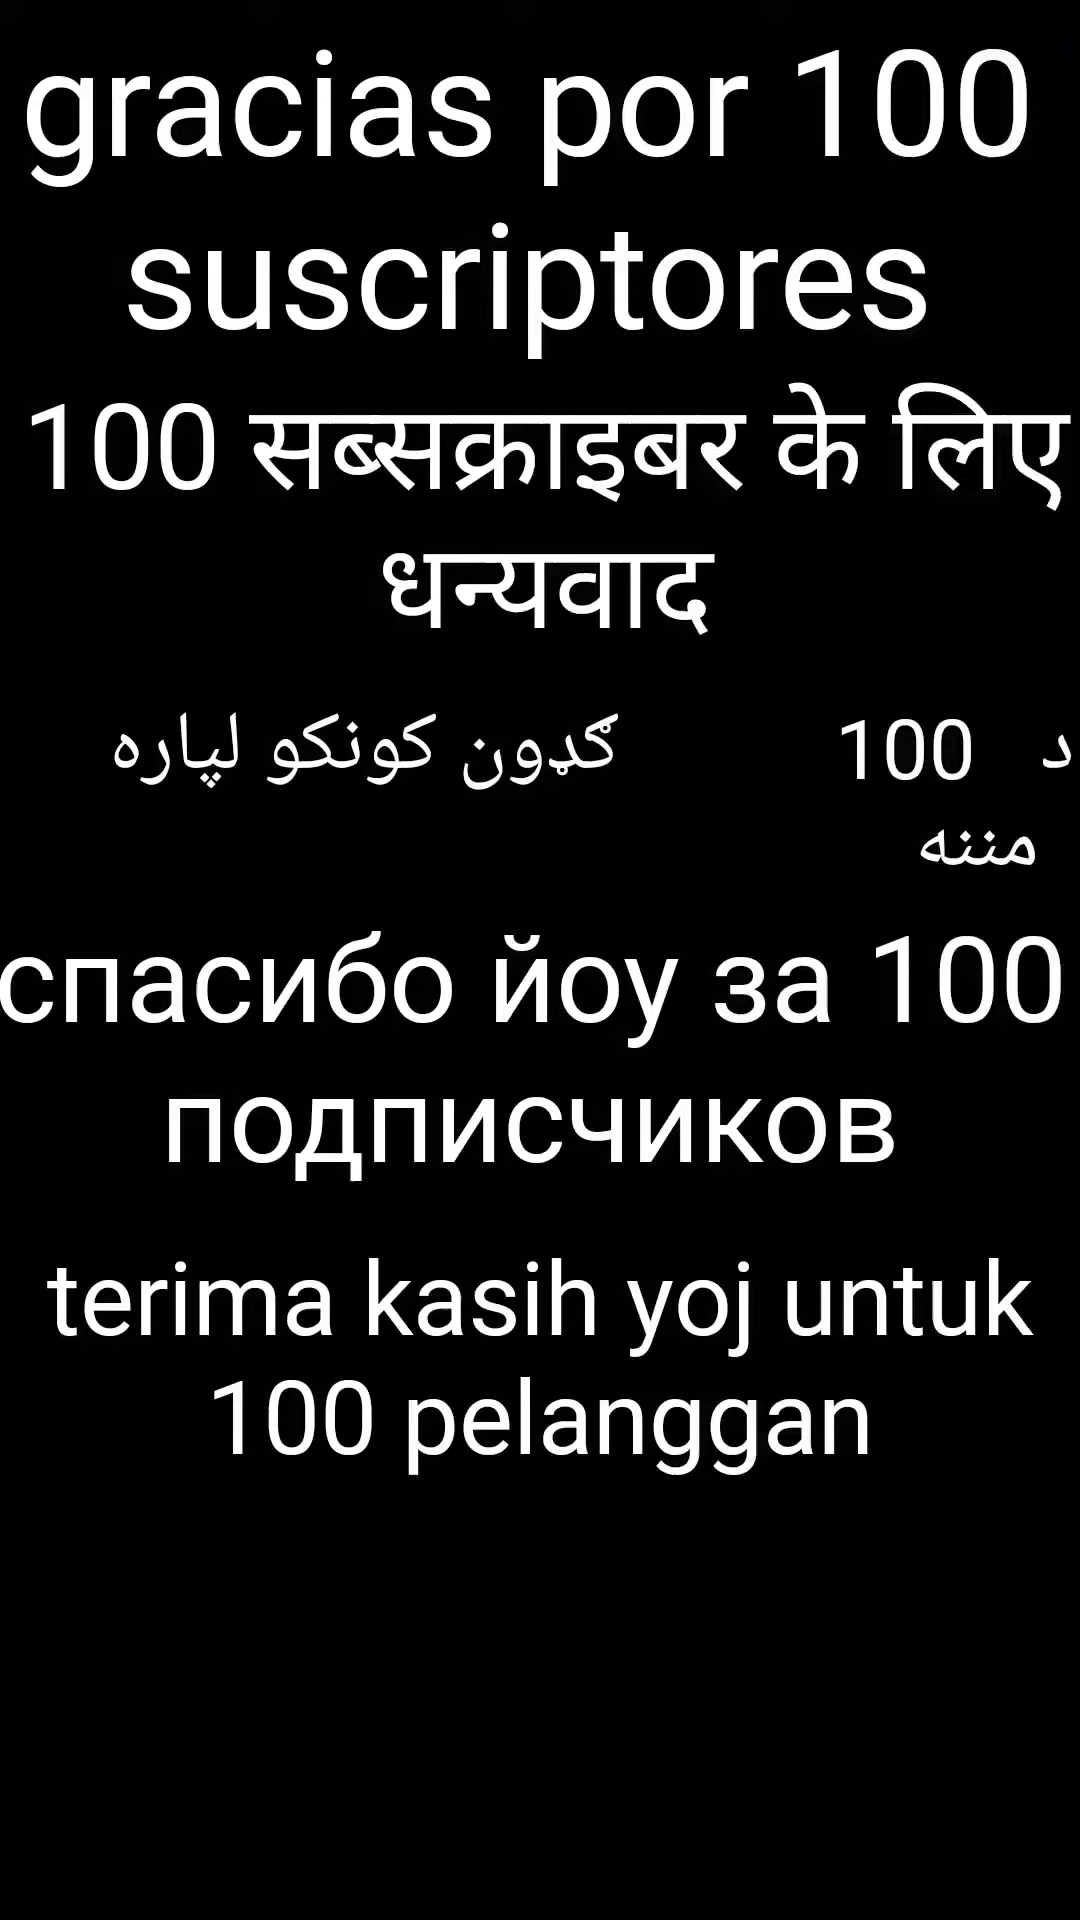 gracias por 100
suscriptores
100 सब्सक्राइबर के लिए
धन्यवाद
د 100 ګډون کونکو لپاره
مننه
спасибо йоу за 100
подписчиков
terima kasih yoj untuk
100 pelanggan